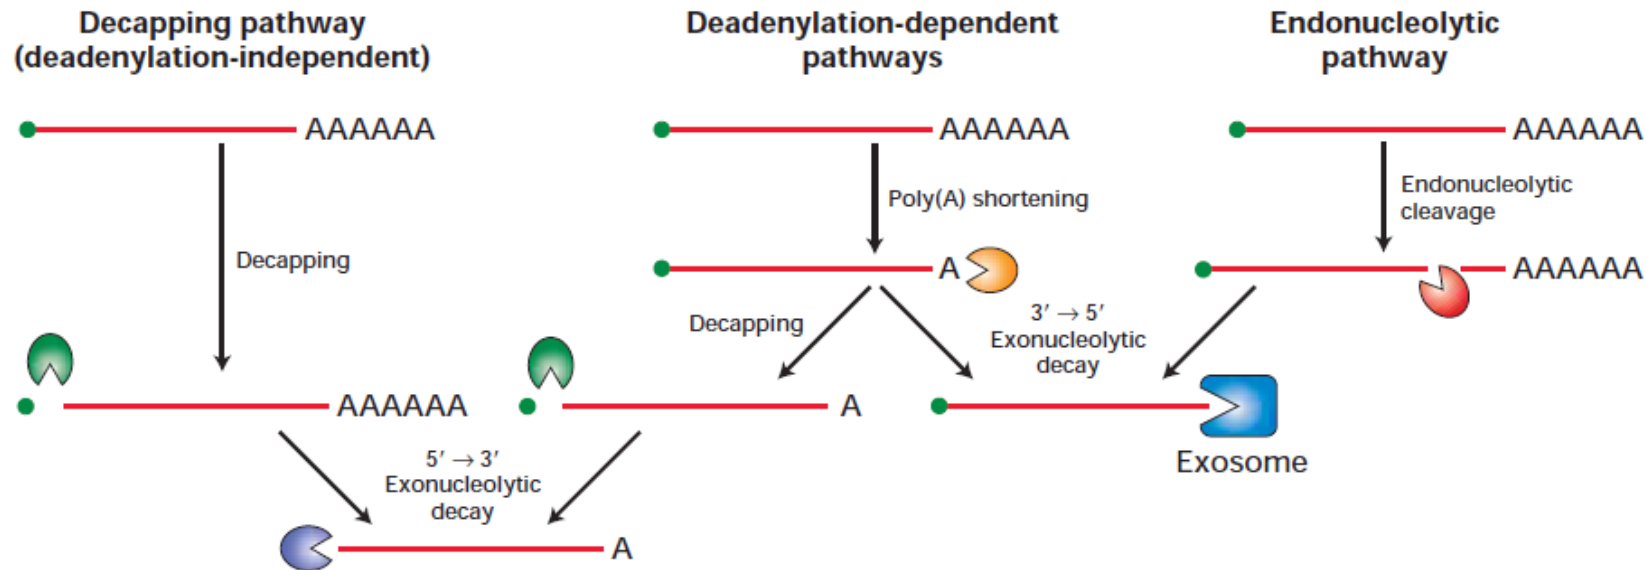 Decapping pathway
(deadenylation-independent)
Deadenylation-dependent
pathways
Endonucleolytic
pathway
AAAAAA
AAAAAA
AAAAAA
Poly(A) shortening
Endonucleolytic
cleavage
Decapping
A
AAAAAA
Decapping
3′ → 5′
Exonucleolytic
decay
AAAAAA
A
Exosome
5′ → 3′
Exonucleolytic
decay
A